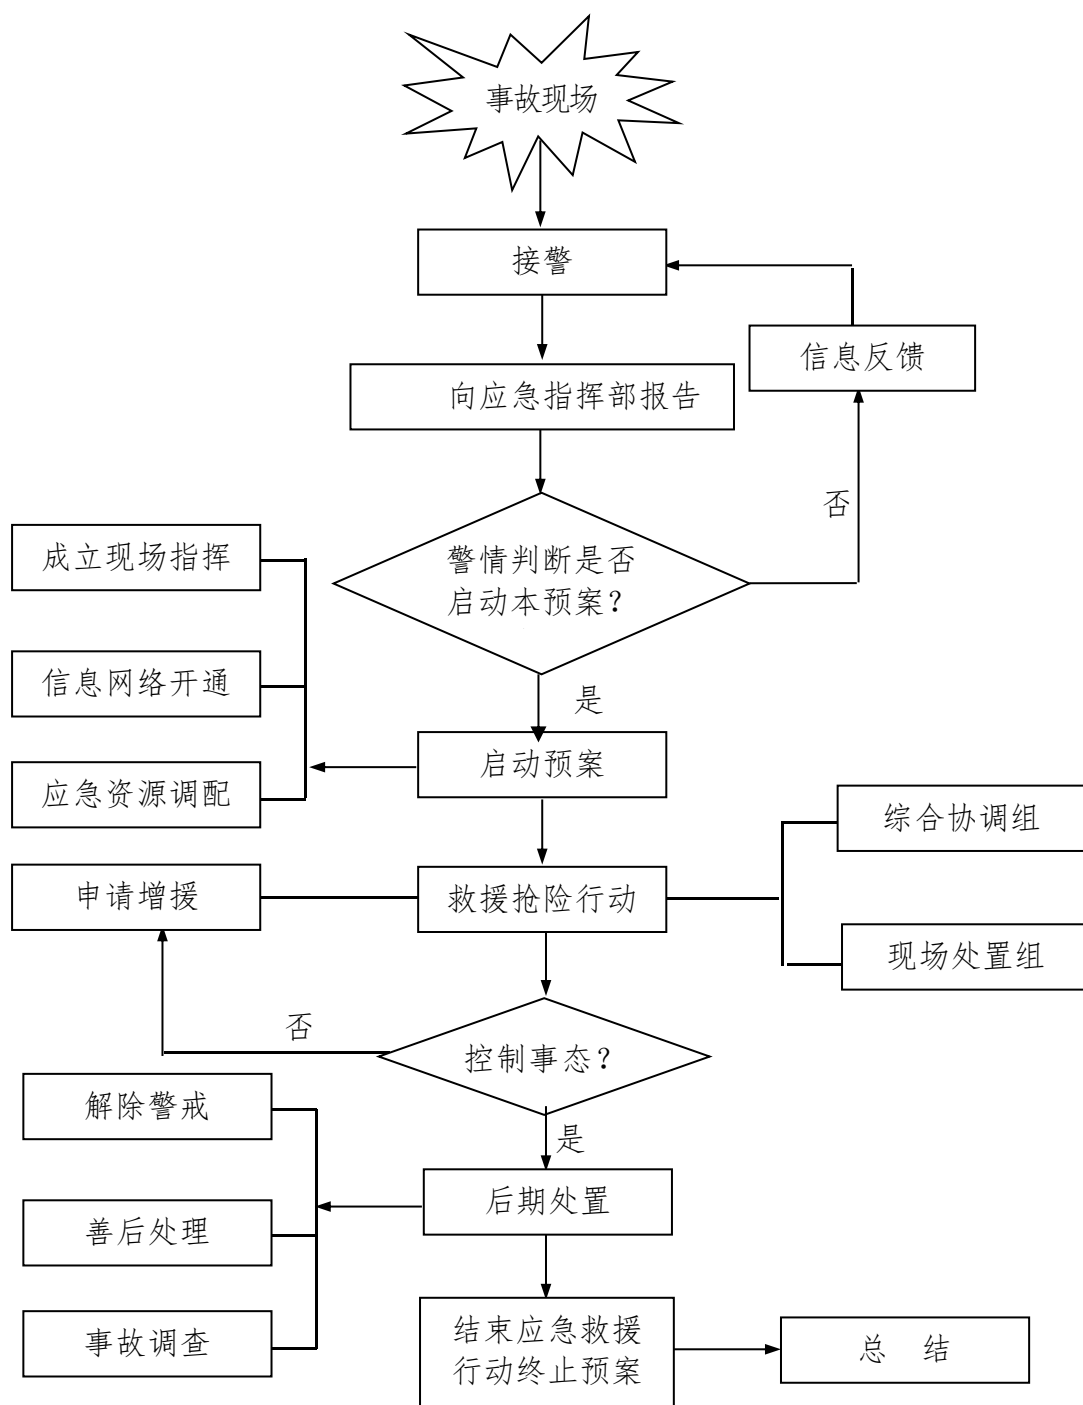 事故现场
接警
信息反馈
向应急指挥部报告
否
成立现场指挥
警情判断是否
启动本预案？
信息网络开通
是
启动预案
应急资源调配
综合协调组
申请增援
救援抢险行动
现场处置组
否
控制事态？
解除警戒
是
后期处置
善后处理
结束应急救援
行动终止预案
事故调查
总 结